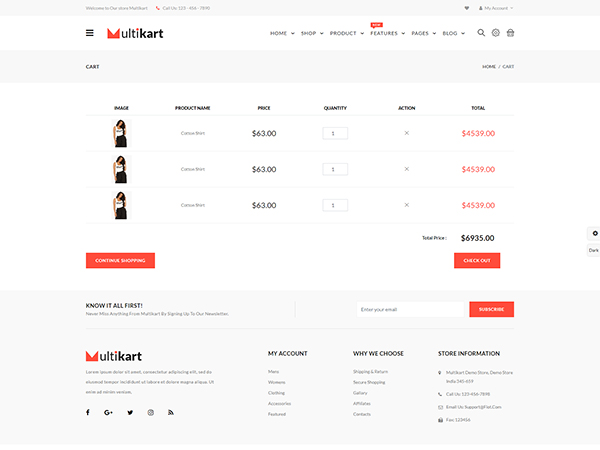 Welcome to Our store Multikart Call Us: 123 - 456 - 7890 My Account
Multikart HOME SHOP PRODUCT NEW FEATURES PAGES BLOG
CART HOME / CART
IMAGE PRODUCT NAME PRICE QUANTITY ACTION TOTAL
Cotton Shirt $63.00 1 × $4539.00
Cotton Shirt $63.00 1 × $4539.00
Cotton Shirt $63.00 1 × $4539.00
Total Price : $6935.00
Dark
CONTINUE SHOPPING CHECK OUT
KNOW IT ALL FIRST!
Never Miss Anything From Multikart By Signing Up To Our Newsletter.
Enter your email SUBSCRIBE
Multikart
Lorem ipsum dolor sit amet, consectetur adipiscing elit, sed do
eiusmod tempor incididunt ut labore et dolore magna aliqua. Ut
enim ad minim veniam,
MY ACCOUNT
Mens
Womens
Clothing
Accessories
Featured
WHY WE CHOOSE
Shipping & Return
Secure Shopping
Gallary
Affiliates
Contacts
STORE INFORMATION
Multikart Demo Store, Demo Store
India 345-659
Call Us: 123-456-7898
Email Us: Support@Fiot.Com
Fax: 123456